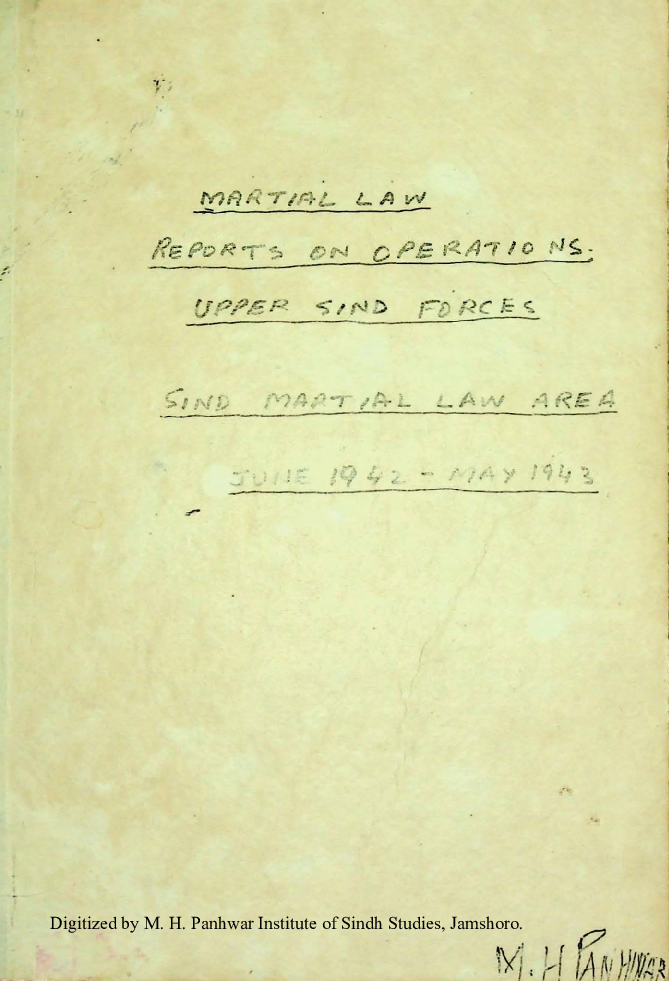 MARTIAL LAW
REPORTS ON OPERATIONS.
UPPER SIND FORCES
SIND MARTIAL LAW AREA
JUNE 1942 - MAY 1943
Digitized by M. H. Panhwar Institute of Sindh Studies, Jamshoro.
M. H PANHWAR